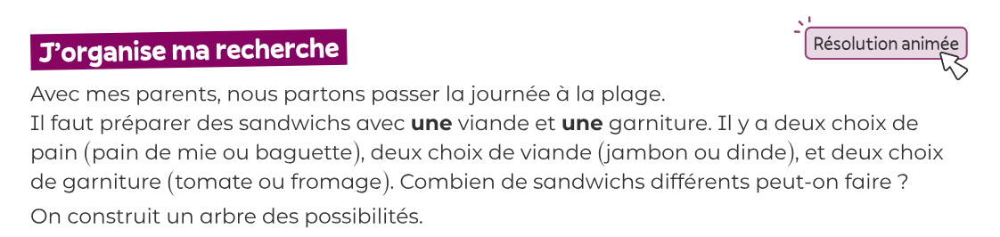 J’organise ma recherche
Résolution animée
Avec mes parents, nous partons passer la journée à la plage.
Il faut préparer des sandwichs avec une viande et une garniture. Il y a deux choix de
pain (pain de mie ou baguette), deux choix de viande (jambon ou dinde), et deux choix
de garniture (tomate ou fromage). Combien de sandwichs différents peut-on faire ?
On construit un arbre des possibilités.